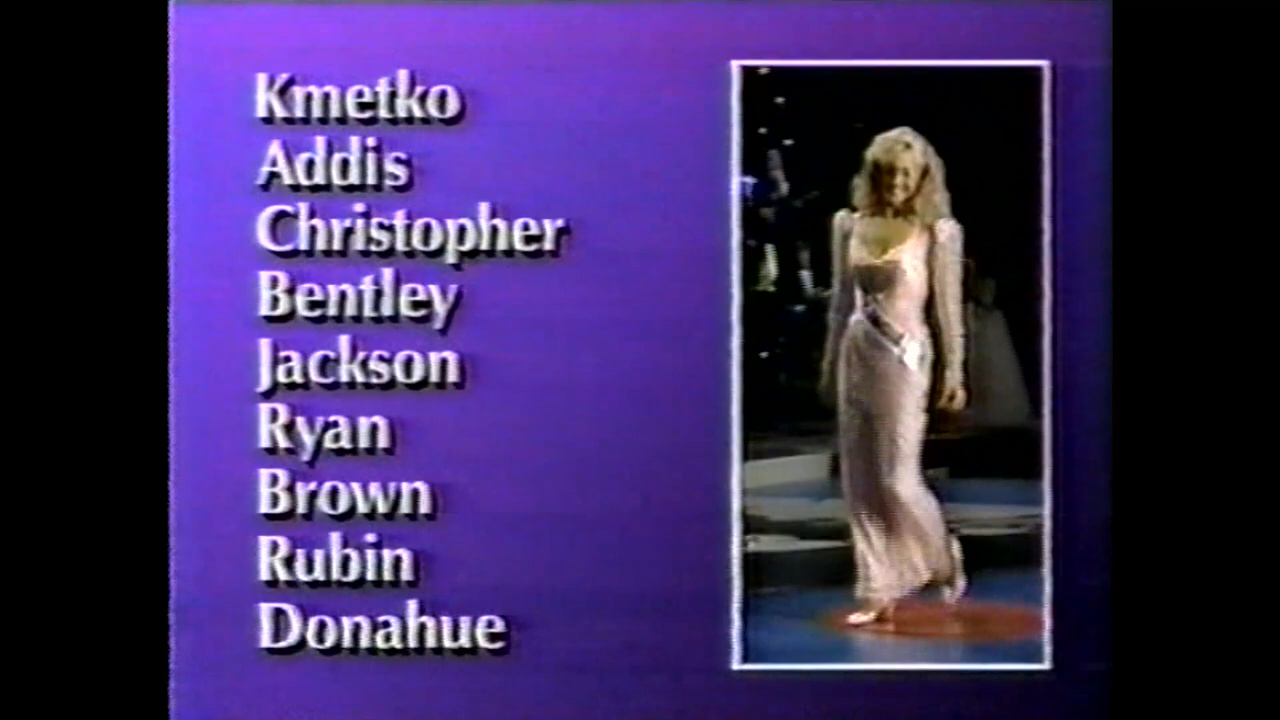 Kmetko
Addis
Christopher
Bentley
Jackson
Ryan
Brown
Rubin
Donahue